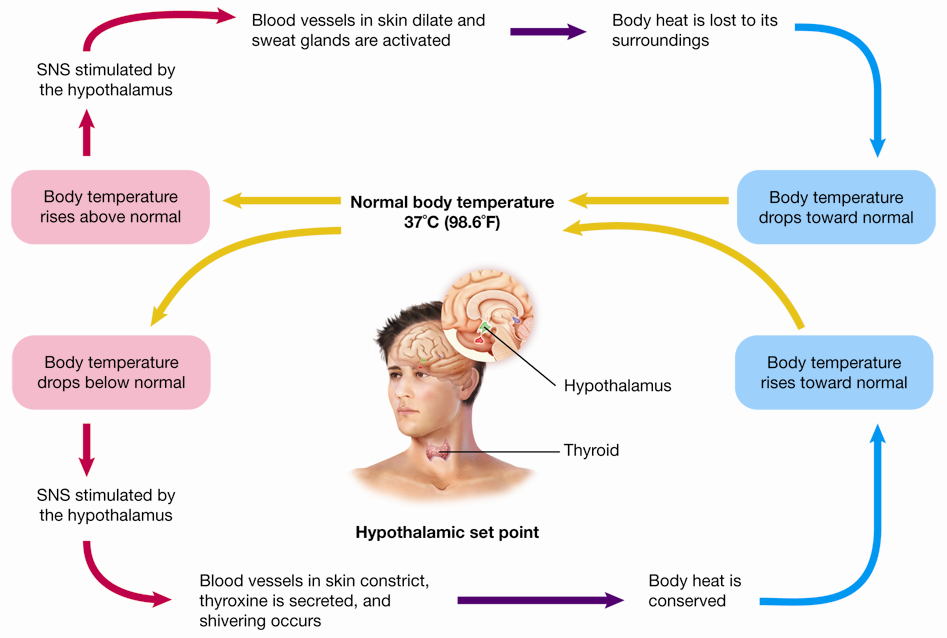 Blood vessels in skin dilate and
sweat glands are activated
Body heat is lost to its
surroundings
SNS stimulated by
the hypothalamus
Body temperature
rises above normal
Normal body temperature
37°C (98.6°F)
Body temperature
drops toward normal
Body temperature
drops below normal
Body temperature
rises toward normal
Hypothalamus
Thyroid
SNS stimulated by
the hypothalamus
Hypothalamic set point
Blood vessels in skin constrict,
thyroxine is secreted, and
shivering occurs
Body heat is
conserved